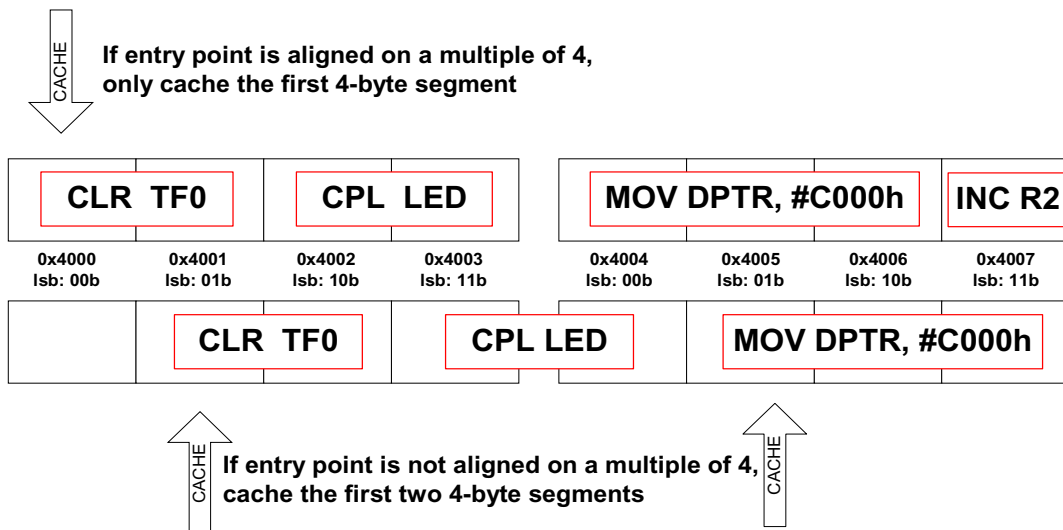 CACHE
If entry point is aligned on a multiple of 4,
only cache the first 4-byte segment
CLR TF0 CPL LED MOV DPTR, #C000h INC R2
0x4000 0x4001 0x4002 0x4003 0x4004 0x4005 0x4006 0x4007
lsb: 00b lsb: 01b lsb: 10b lsb: 11b lsb: 00b lsb: 01b lsb: 10b lsb: 11b
CLR TF0 CPL LED MOV DPTR, #C000h
CACHE
If entry point is not aligned on a multiple of 4,
cache the first two 4-byte segments
CACHE